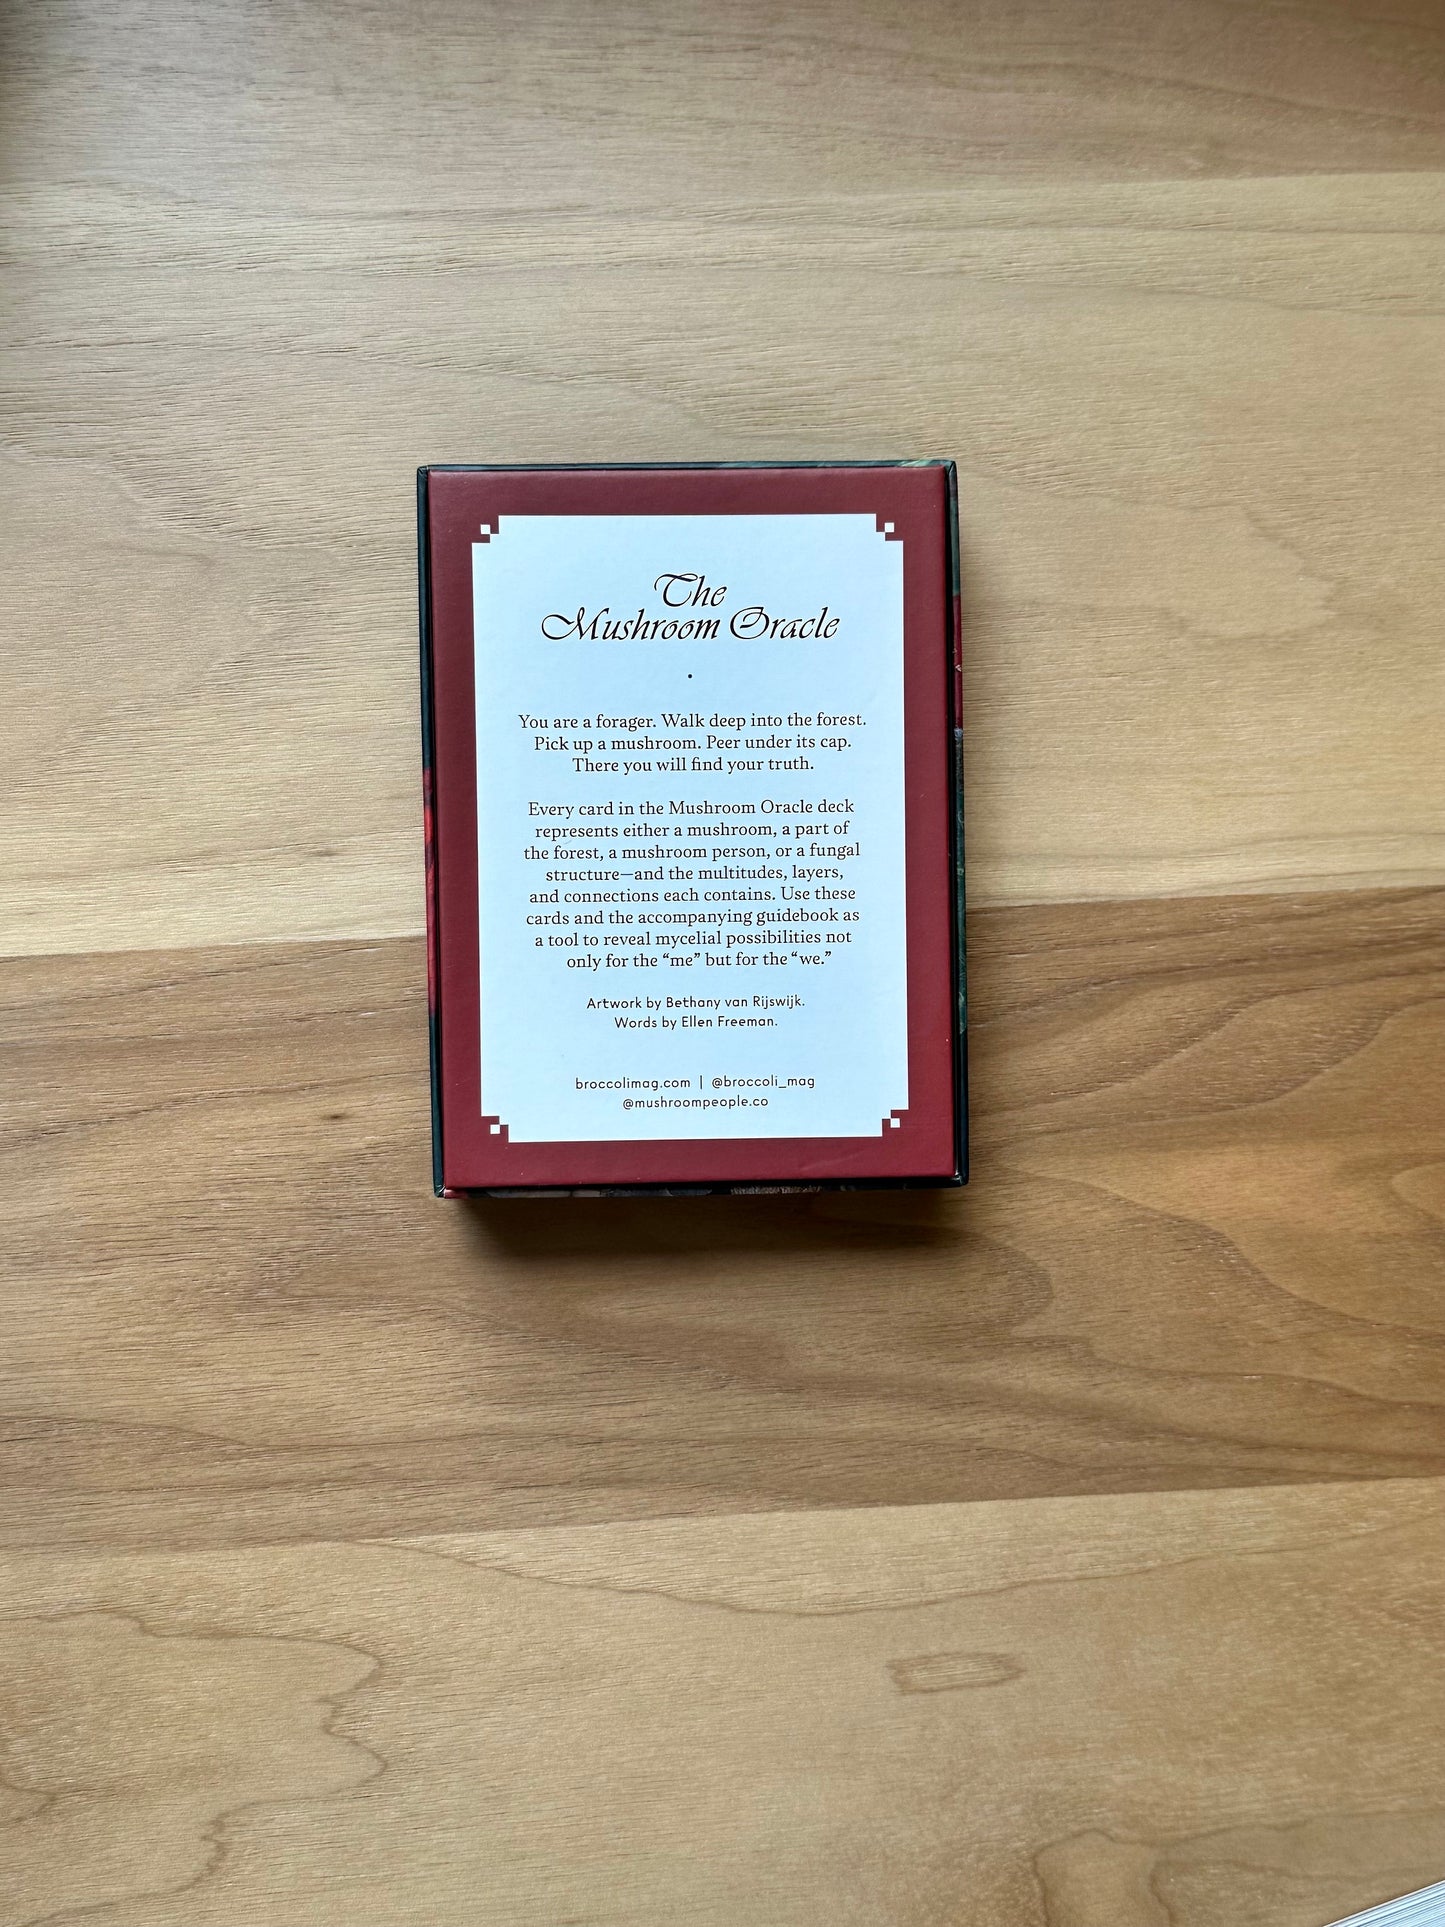 The
Mushroom Oracle
You are a forager. Walk deep into the forest.
Pick up a mushroom. Peer under its cap.
There you will find your truth.
Every card in the Mushroom Oracle deck
represents either a mushroom, a part of
the forest, a mushroom person, or a fungal
structure—and the multitudes, layers,
and connections each contains. Use these
cards and the accompanying guidebook as
a tool to reveal mycelial possibilities not
only for the “me” but for the “we.”
Artwork by Bethany van Rijswijk.
Words by Ellen Freeman.
broccolimag.com | @broccoli_mag
@mushroompeople.co